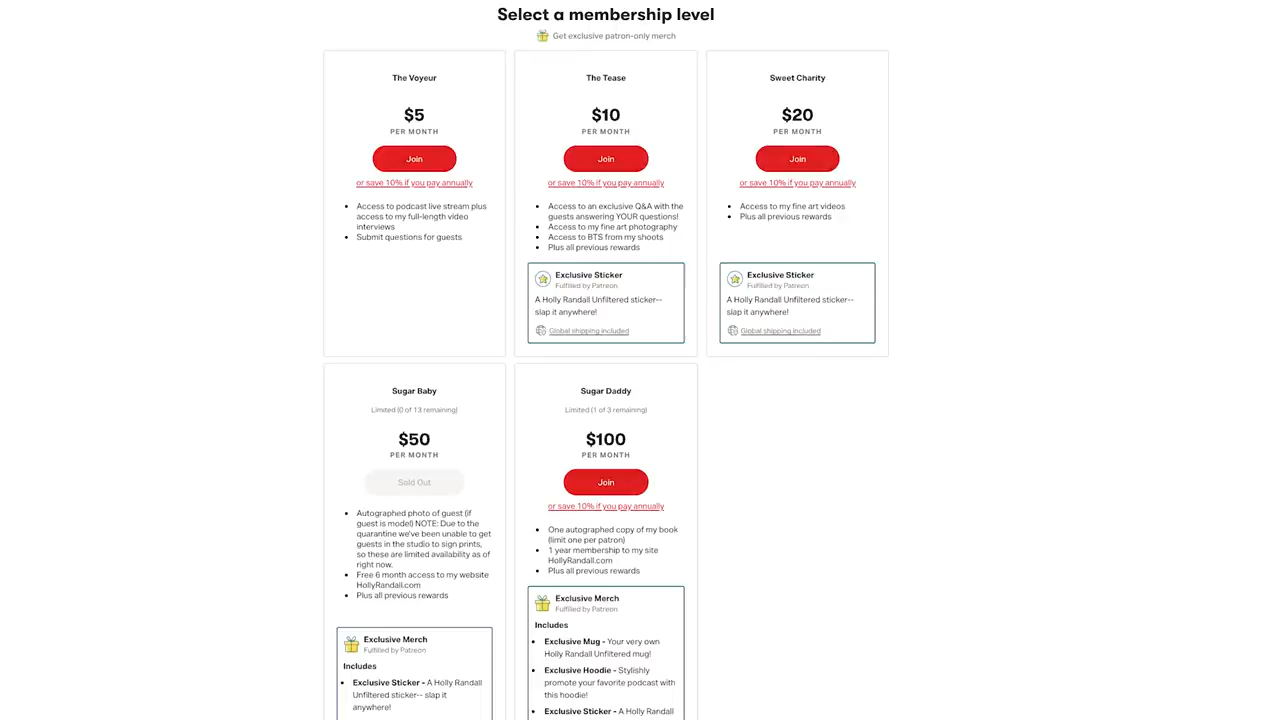 Select a membership level
Get exclusive patron-only merch
The Voyeur
$5
PER MONTH
Join
or save 10% if you pay annually
Access to podcast live stream plus
access to my full-length video
interviews
Submit questions for guests
The Tease
$10
PER MONTH
Join
or save 10% if you pay annually
Access to an exclusive Q&A with the
guests answering YOUR questions!
Access to my fine art photography
Access to BTS from my shoots
Plus all previous rewards
Exclusive Sticker
Fulfilled by Patreon
A Holly Randall Unfiltered sticker--
slap it anywhere!
Global shipping included
Sweet Charity
$20
PER MONTH
Join
or save 10% if you pay annually
Access to my fine art videos
Plus all previous rewards
Exclusive Sticker
Fulfilled by Patreon
A Holly Randall Unfiltered sticker--
slap it anywhere!
Global shipping included
Sugar Baby
Limited (0 of 13 remaining)
$50
PER MONTH
Sold Out
Autographed photo of guest (if
guest is model) NOTE: Due to the
quarantine we've been unable to get
guests in the studio to sign prints,
so these are limited availability as of
right now.
Free 6 month access to my website
HollyRandall.com
Plus all previous rewards
Exclusive Merch
Fulfilled by Patreon
Includes
Exclusive Sticker - A Holly Randall
Unfiltered sticker-- slap it
anywhere!
Sugar Daddy
Limited (1 of 3 remaining)
$100
PER MONTH
Join
or save 10% if you pay annually
One autographed copy of my book
(limit one per patron)
1 year membership to my site
HollyRandall.com
Plus all previous rewards
Exclusive Merch
Fulfilled by Patreon
Includes
Exclusive Mug - Your very own
Holly Randall Unfiltered mug!
Exclusive Hoodie - Stylishly
promote your favorite podcast with
this hoodie!
Exclusive Sticker - A Holly Randall